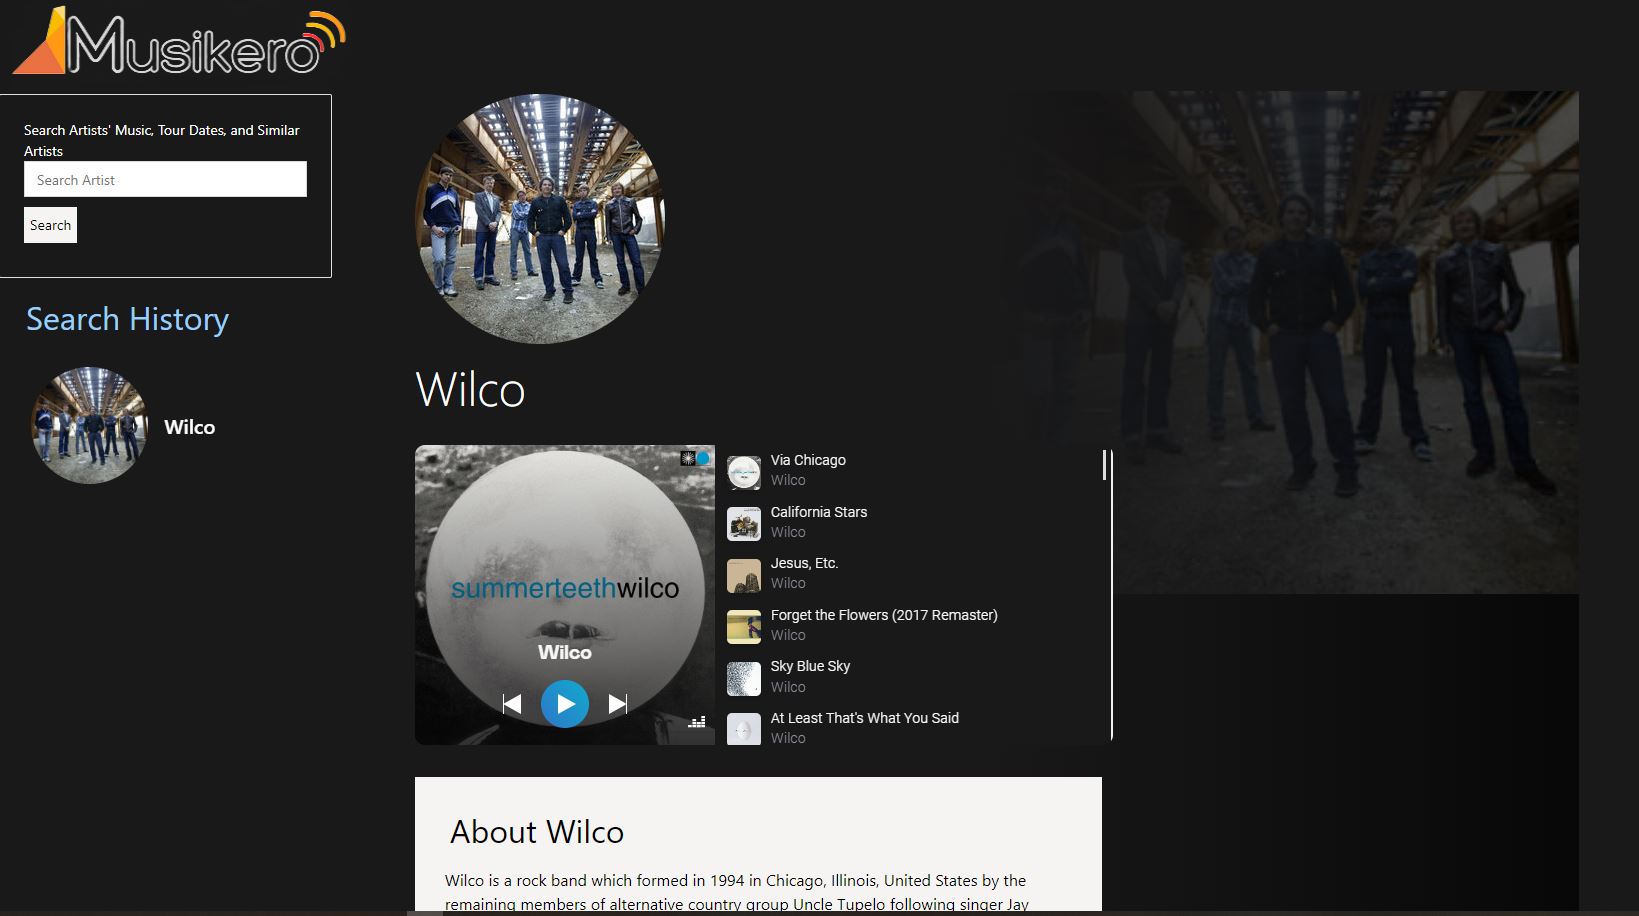 Musikero
Search Artists' Music, Tour Dates, and Similar
Artists
Search Artist
Search
Search History
Wilco
Wilco
summerteethwilco
Wilco
Via Chicago
Wilco
California Stars
Wilco
Jesus, Etc.
Wilco
Forget the Flowers (2017 Remaster)
Wilco
Sky Blue Sky
Wilco
At Least That's What You Said
Wilco
About Wilco
Wilco is a rock band which formed in 1994 in Chicago, Illinois, United States by the
remaining members of alternative country group Uncle Tupelo following singer Jay